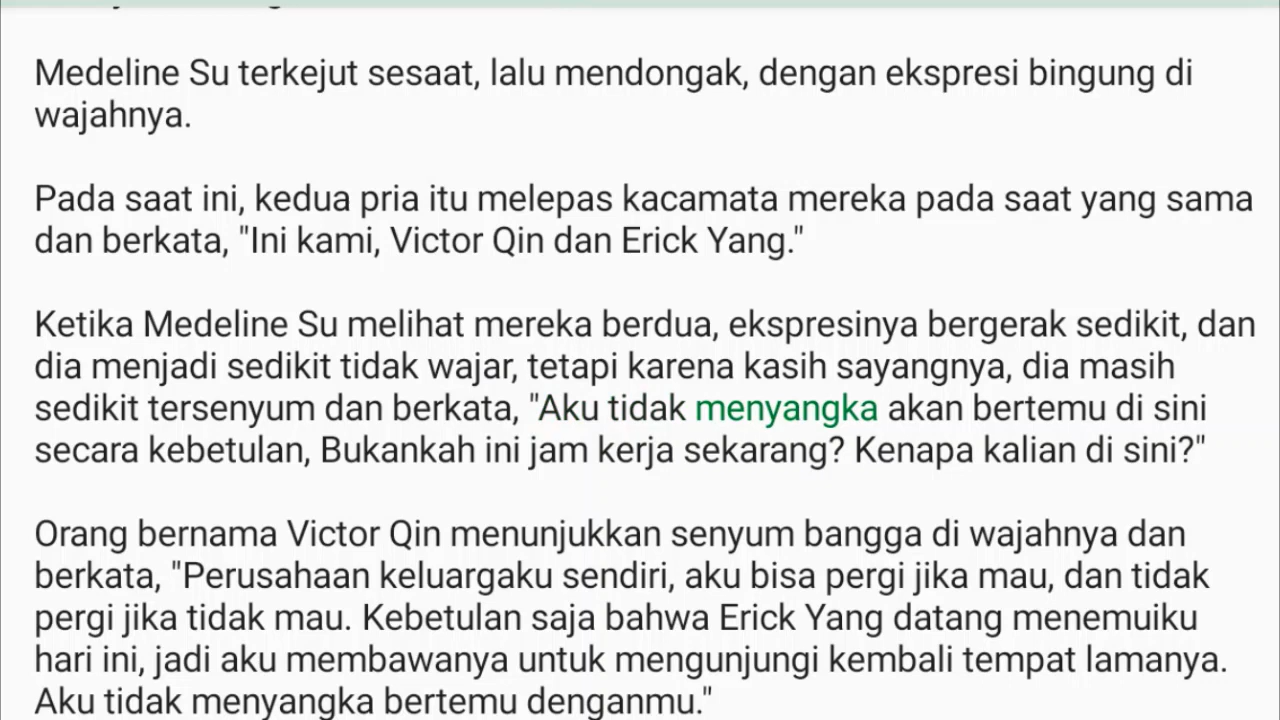 Medeline Su terkejut sesaat, lalu mendongak, dengan ekspresi bingung di
wajahnya.
Pada saat ini, kedua pria itu melepas kacamata mereka pada saat yang sama
dan berkata, "Ini kami, Victor Qin dan Erick Yang."
Ketika Medeline Su melihat mereka berdua, ekspresinya bergerak sedikit, dan
dia menjadi sedikit tidak wajar, tetapi karena kasih sayangnya, dia masih
sedikit tersenyum dan berkata, "Aku tidak menyangka akan bertemu di sini
secara kebetulan, Bukankah ini jam kerja sekarang? Kenapa kalian di sini?"
Orang bernama Victor Qin menunjukkan senyum bangga di wajahnya dan
berkata, "Perusahaan keluargaku sendiri, aku bisa pergi jika mau, dan tidak
pergi jika tidak mau. Kebetulan saja bahwa Erick Yang datang menemuiku
hari ini, jadi aku membawanya untuk mengunjungi kembali tempat lamanya.
Aku tidak menyangka bertemu denganmu."